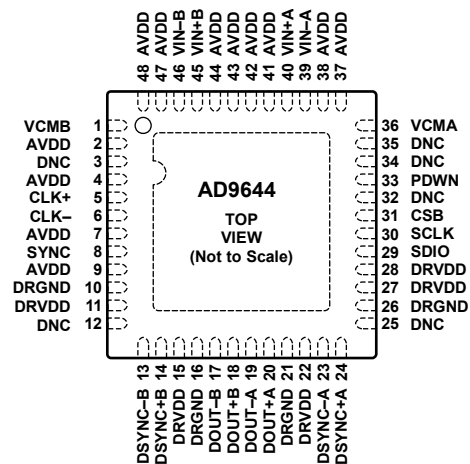 48 AVDD
47 AVDD
46 VIN–B
45 VIN+B
44 AVDD
43 AVDD
42 AVDD
41 AVDD
40 VIN+A
39 VIN–A
38 AVDD
37 AVDD
VCMB 1
AVDD 2
DNC 3
AVDD 4
CLK+ 5
CLK– 6
AVDD 7
SYNC 8
AVDD 9
DRGND 10
DRVDD 11
DNC 12
AD9644
TOP
VIEW
(Not to Scale)
36 VCMA
35 DNC
34 DNC
33 PDWN
32 DNC
31 CSB
30 SCLK
29 SDIO
28 DRVDD
27 DRVDD
26 DRGND
25 DNC
DSYNC–B 13
DSYNC+B 14
DRVDD 15
DRGND 16
DOUT–B 17
DOUT+B 18
DOUT–A 19
DOUT+A 20
DRGND 21
DRVDD 22
DSYNC–A 23
DSYNC+A 24